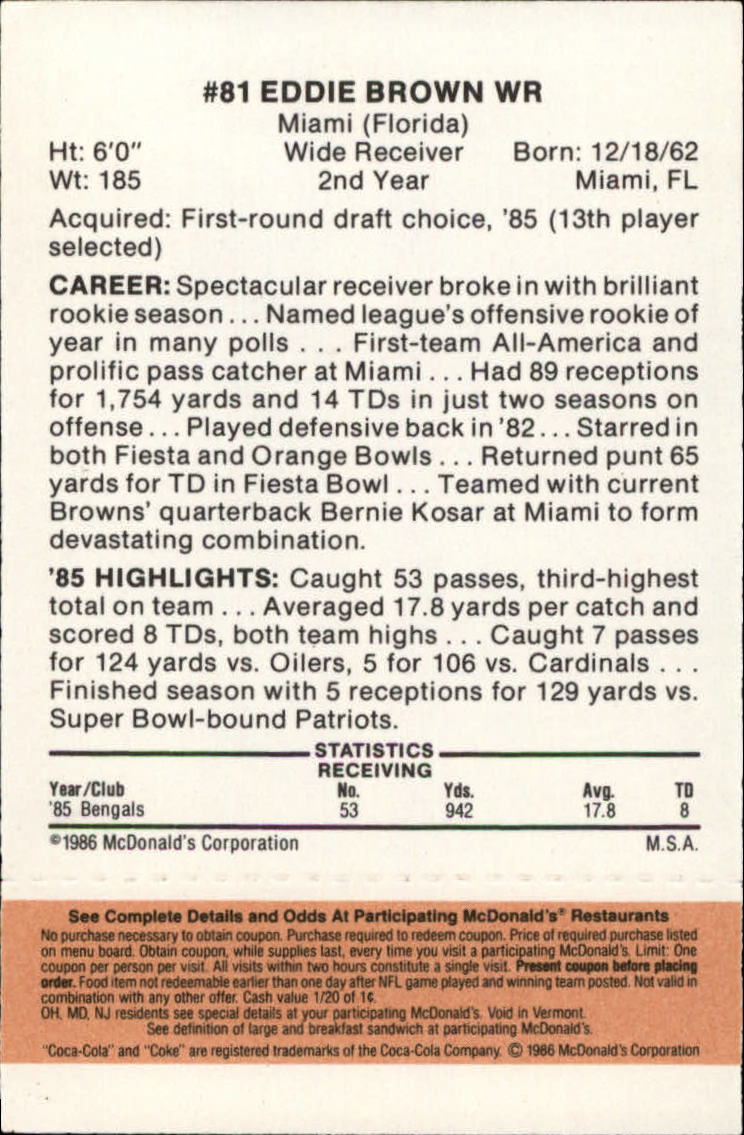 #81 EDDIE BROWN WR
Miami (Florida)
Ht: 6'0" Wide Receiver Born: 12/18/62
Wt: 185 2nd Year Miami, FL
Acquired: First-round draft choice, '85 (13th player
selected)
CAREER: Spectacular receiver broke in with brilliant
rookie season . . . Named league's offensive rookie of
year in many polls . . . First-team All-America and
prolific pass catcher at Miami . . . Had 89 receptions
for 1,754 yards and 14 TDs in just two seasons on
offense . . . Played defensive back in '82 . . . Starred in
both Fiesta and Orange Bowls . . . Returned punt 65
yards for TD in Fiesta Bowl . . . Teamed with current
Browns' quarterback Bernie Kosar at Miami to form
devastating combination.
'85 HIGHLIGHTS: Caught 53 passes, third-highest
total on team . . . Averaged 17.8 yards per catch and
scored 8 TDs, both team highs . . . Caught 7 passes
for 124 yards vs. Oilers, 5 for 106 vs. Cardinals . . .
Finished season with 5 receptions for 129 yards vs.
Super Bowl-bound Patriots.
STATISTICS
RECEIVING
Year/Club No. Yds. Avg. TD
'85 Bengals 53 942 17.8 8
©1986 McDonald's Corporation M.S.A.
See Complete Details and Odds At Participating McDonald's® Restaurants
No purchase necessary to obtain coupon. Purchase required to redeem coupon. Price of required purchase listed
on menu board. Obtain coupon, while supplies last, every time you visit a participating McDonald's. Limit: One
coupon per person per visit. All visits within two hours constitute a single visit. Present coupon before placing
order. Food item not redeemable earlier than one day after NFL game played and winning team posted. Not valid in
combination with any other offer. Cash value 1/20 of 1¢.
OH, MD, NJ residents see special details at your participating McDonald's. Void in Vermont.
See definition of large and breakfast sandwich at participating McDonald's.
"Coca-Cola" and "Coke" are registered trademarks of the Coca-Cola Company. © 1986 McDonald's Corporation